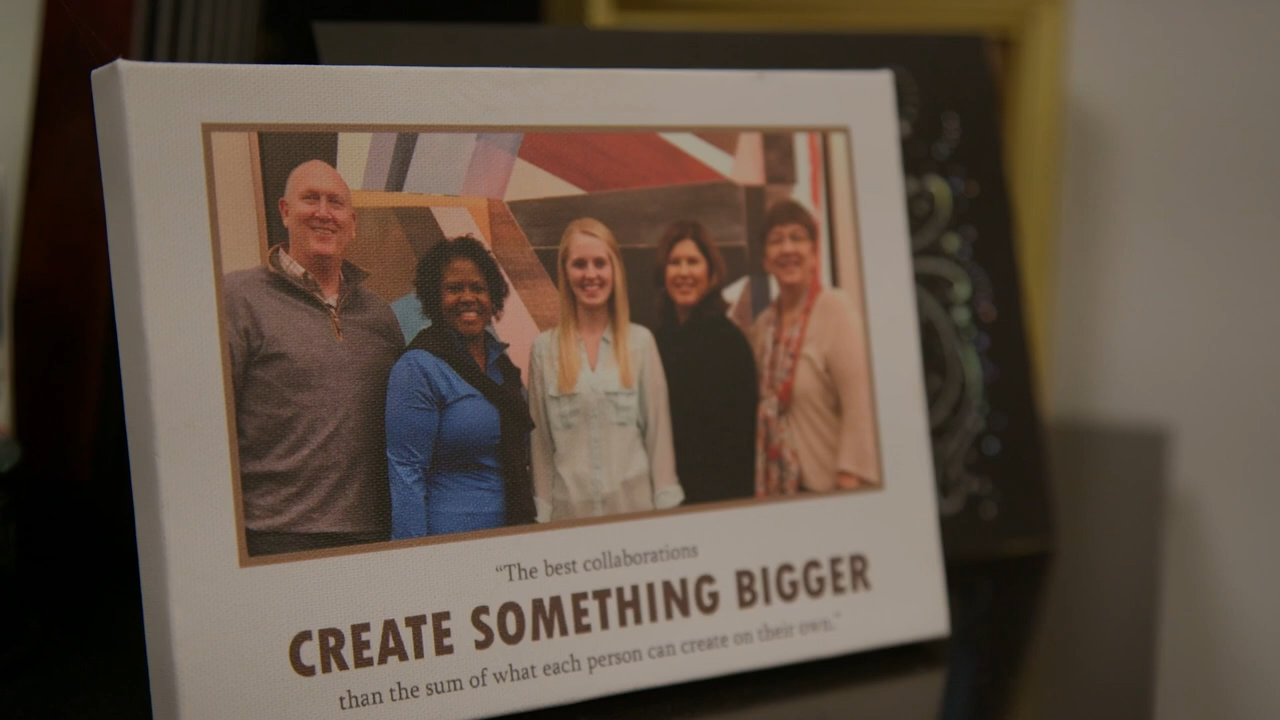 “The best collaborations
CREATE SOMETHING BIGGER
than the sum of what each person can create on their own.”